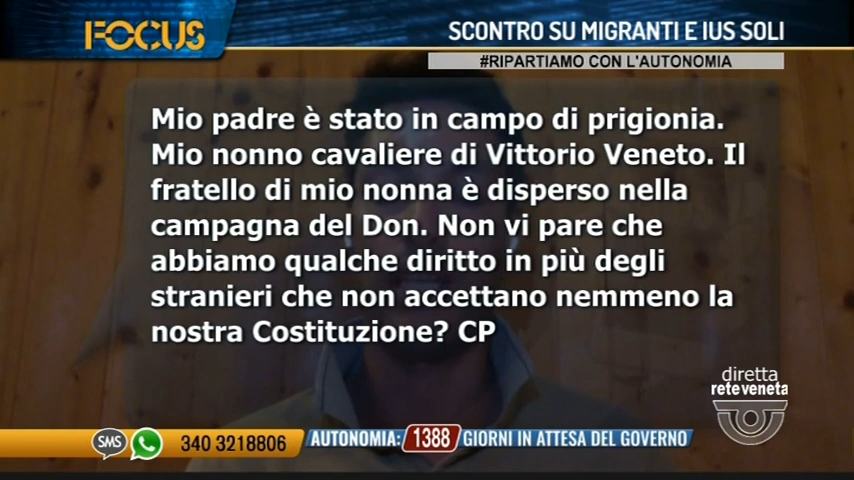 FOCUS
SCONTRO SU MIGRANTI E IUS SOLI
#RIPARTIAMO CON L'AUTONOMIA
Mio padre è stato in campo di prigionia.
Mio nonno cavaliere di Vittorio Veneto. Il
fratello di mio nonna è disperso nella
campagna del Don. Non vi pare che
abbiamo qualche diritto in più degli
stranieri che non accettano nemmeno la
nostra Costituzione? CP
diretta
reteveneta
SMS 340 3218806 AUTONOMIA: 1388 GIORNI IN ATTESA DEL GOVERNO